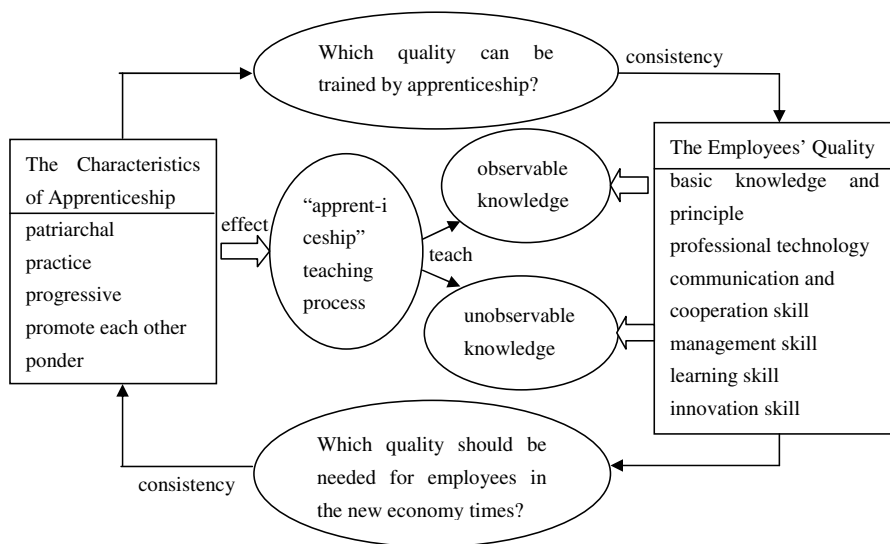 Which quality can be
trained by apprenticeship?
consistency
The Characteristics
of Apprenticeship
patriarchal
practice
progressive
promote each other
ponder
effect
“apprent-i
ceship”
teaching
process
teach
observable
knowledge
unobservable
knowledge
The Employees’ Quality
basic knowledge and
principle
professional technology
communication and
cooperation skill
management skill
learning skill
innovation skill
Which quality should be
needed for employees in
the new economy times?
consistency